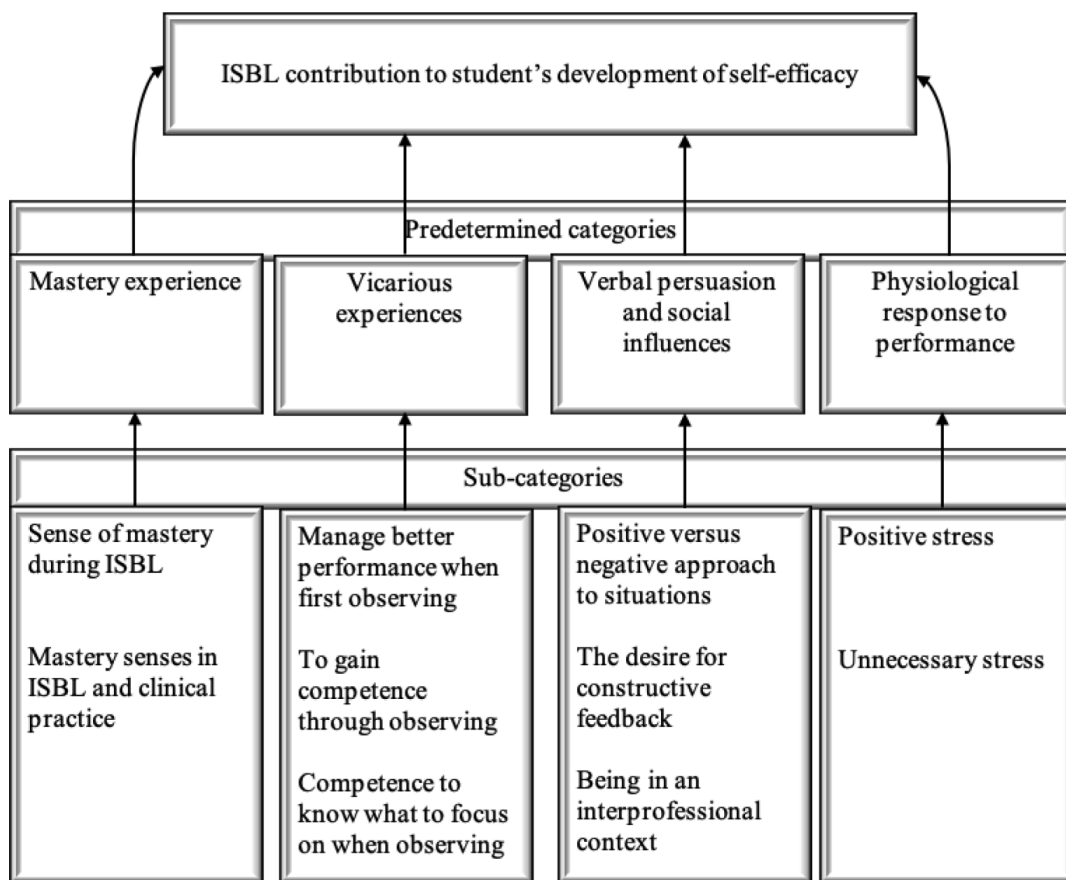 ISBL contribution to student's development of self-efficacy
Predetermined categories
Mastery experience
Vicarious
experiences
Verbal persuasion
and social
influences
Physiological
response to
performance
Sub-categories
Sense of mastery
during ISBL
Mastery senses in
ISBL and clinical
practice
Manage better
performance when
first observing
To gain
competence
through observing
Competence to
know what to focus
on when observing
Positive versus
negative approach
to situations
The desire for
constructive
feedback
Being in an
interprofessional
context
Positive stress
Unnecessary stress